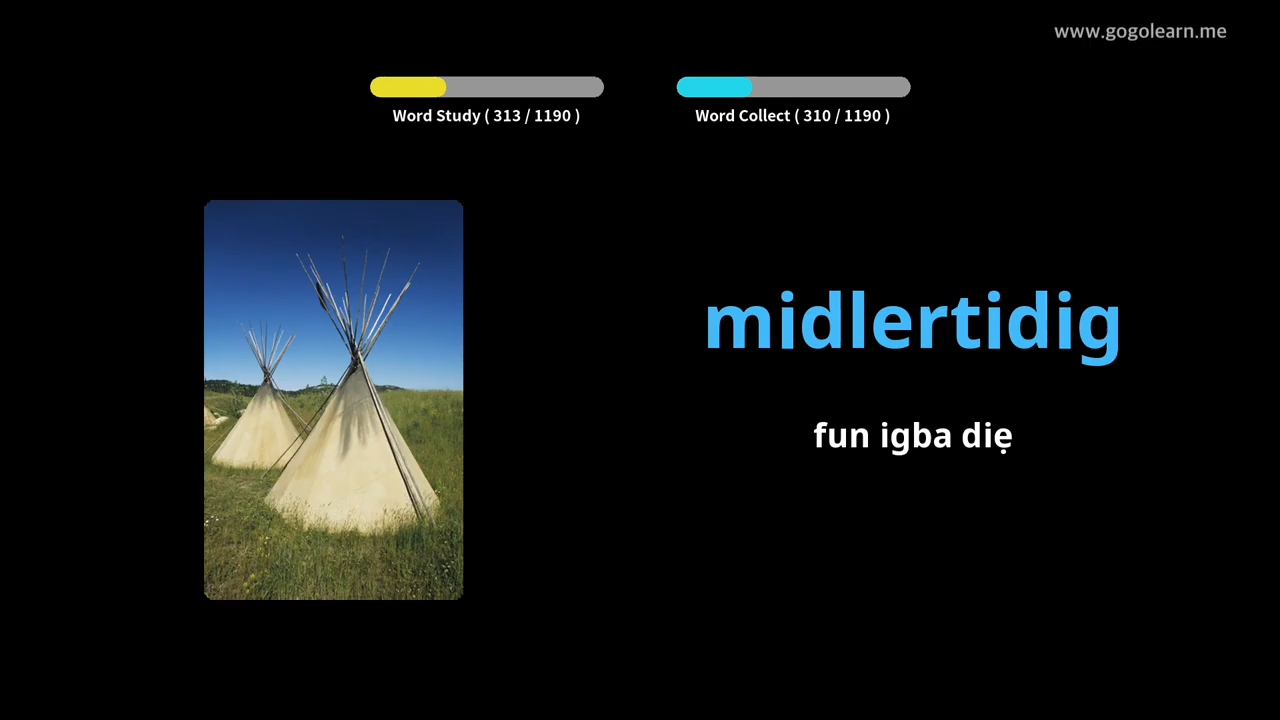 www.gogolearn.me
Word Study ( 313 / 1190 )
Word Collect ( 310 / 1190 )
midlertidig
fun igba diẹ